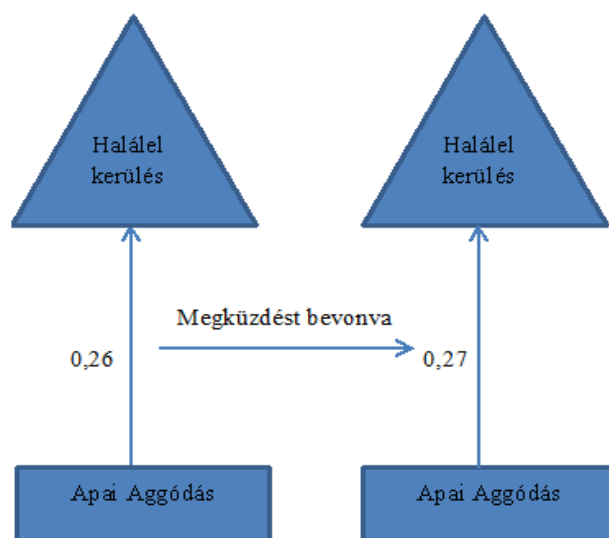 Halálel
kerülés
Halálel
kerülés
Megküzdést bevonva
0,26
0,27
Apai Aggódás
Apai Aggódás